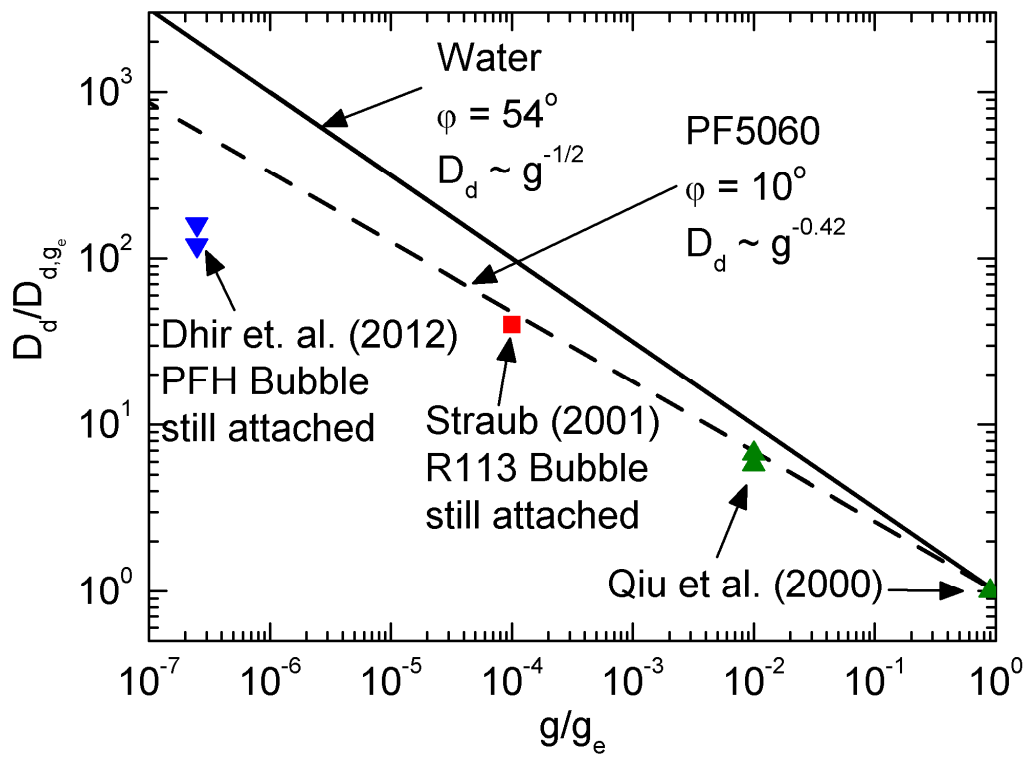 Water
φ = 54°
D_d ~ g^-1/2
PF5060
φ = 10°
D_d ~ g^-0.42
Dhir et. al. (2012)
PFH Bubble
still attached
Straub (2001)
R113 Bubble
still attached
Qiu et al. (2000)
D_d/D_d,g_e
10^3
10^2
10^1
10^0
10^-7
10^-6
10^-5
10^-4
10^-3
10^-2
10^-1
10^0
g/g_e